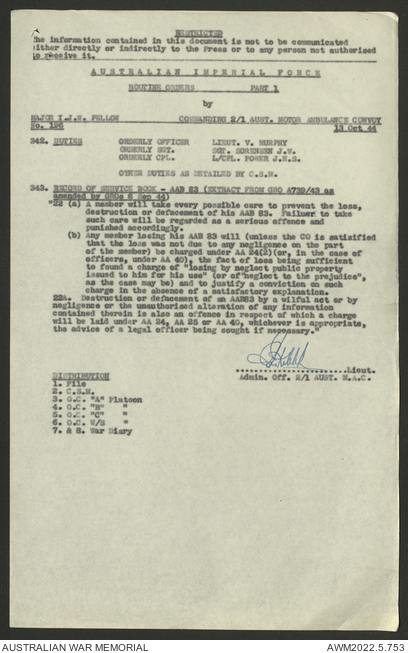 RESTRICTED
The information contained in this document is not to be communicated
either directly or indirectly to the Press or to any person not authorised
to receive it.
AUSTRALIAN IMPERIAL FORCE
ROUTINE ORDERS PART 1
by
MAJOR I.J.W. FELLOW COMMANDING 2/1 AUST. MOTOR AMBULANCE CONVOY
No. 196 13 Oct 44
342. DUTIES ORDERLY OFFICER LIEUT. V. MURPHY
ORDERLY SGT. SGT. SORENSEN J.W.
ORDERLY CPL. L/CPL. POWER J.N.S.
OTHER DUTIES AS DETAILED BY C.S.M.
343. RECORD OF SERVICE BOOK - AAB 83 (EXTRACT FROM GRO A739/43 as
amended by GROs 8 Sep 44)
"22 (a) A member will take every possible care to prevent the loss,
destruction or defacement of his AAB 83. Failuer to take
such care will be regarded as a serious offence and
punished accordingly.
(b) Any member losing his AAB 83 will (unless the CO is satisified
that the loss was not due to any negligence on the part
of the member) be charged under AA 24(2)(or, in the case of
officers, under AA 40), the fact of loss being sufficient
to found a charge of "losing by neglect public property
issued to him for his use" (or of "neglect to the prejudice",
as the case may be) and to justify a conviction on such
charge in the absence of a satisfactory explanation.
22A. Destruction or defacement of an AAB83 by a wilful act or by
negligence or the unauthorised alteration of any information
contained therein is also an offence in respect of which a charge
will be laid under AA 24, AA 25 or AA 40, whichever is appropriate,
the advice of a legal officer being sought if necessary."
Lieut.
Admin. Off. 2/1 AUST. M.A.C.
DISTRIBUTION
1. File
2. C.S.M.
3. O.C. "A" Platoon
4. O.C. "B" "
5. O.C. "C" "
6. O.C. W/S "
7. & 8. War Diary
AUSTRALIAN WAR MEMORIAL AWM2022.5.753